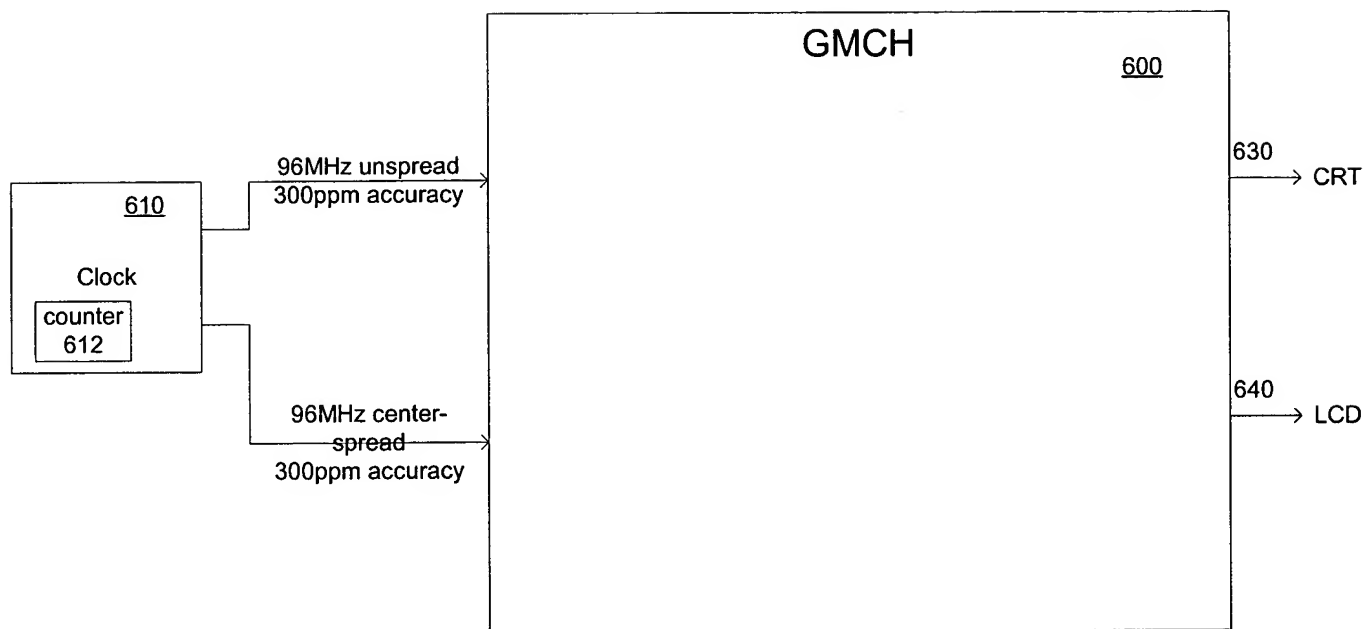 GMCH
600
96MHz unspread
300ppm accuracy
630
CRT
610
Clock
counter
612
96MHz center-
spread
300ppm accuracy
640
LCD